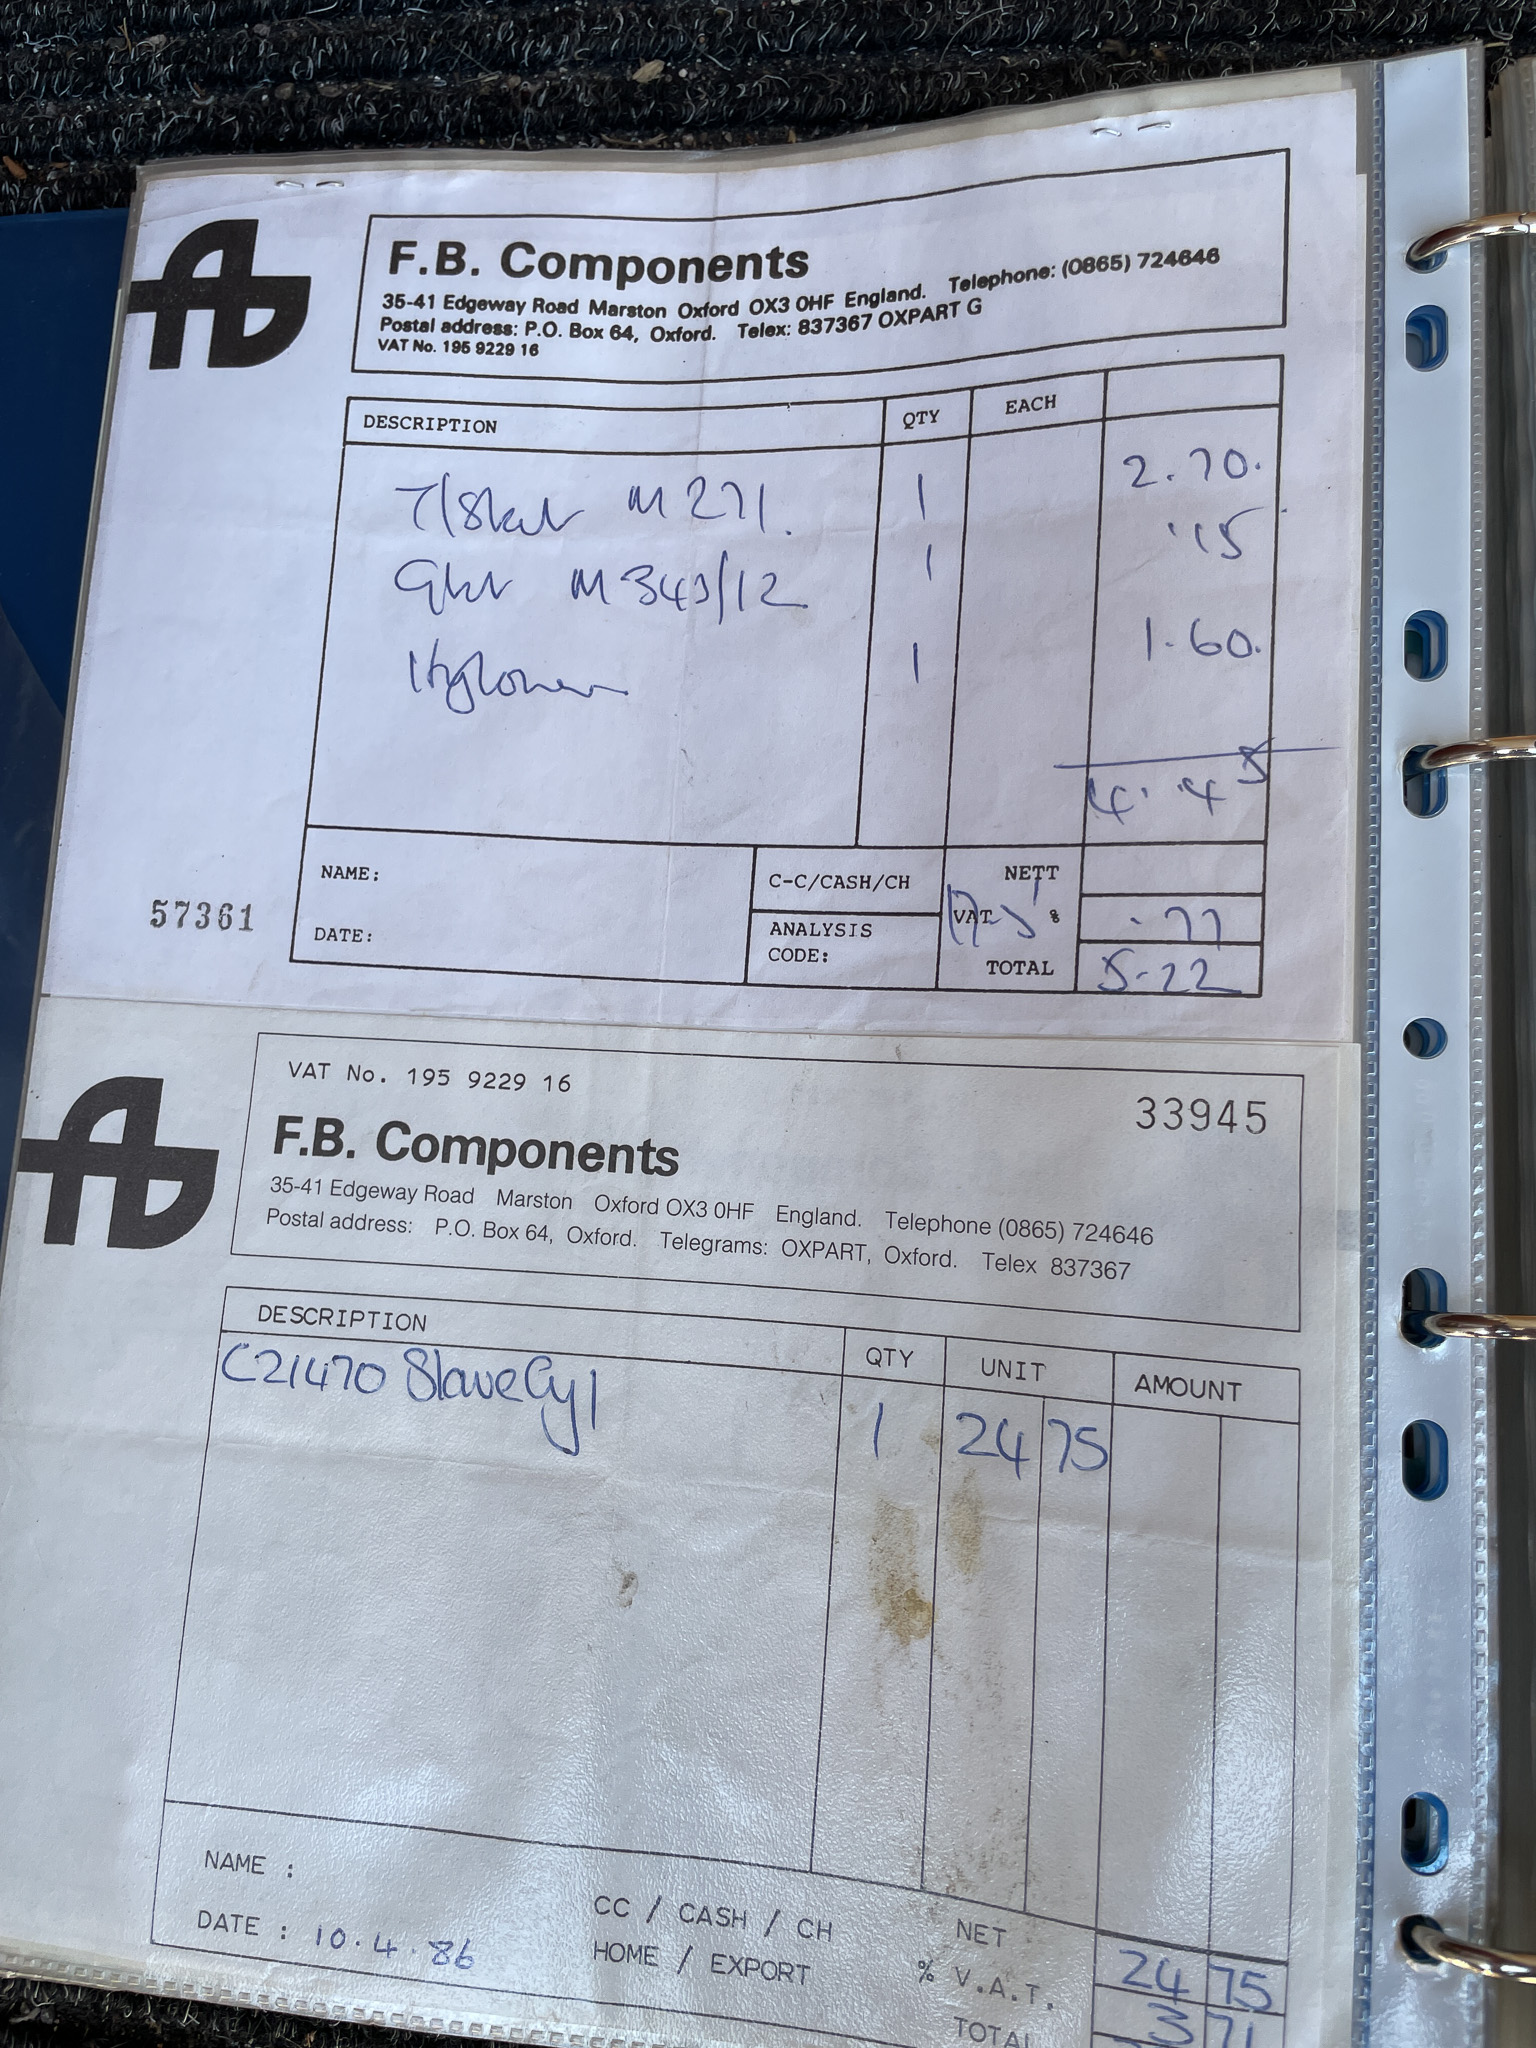 F.B. Components
35-41 Edgeway Road Marston Oxford OX3 0HF England. Telephone: (0865) 724646
Postal address: P.O. Box 64, Oxford. Telex: 837367 OXPART G
VAT No. 195 9229 16
DESCRIPTION QTY EACH
M271. 1 2.70.
M343/12 1 .15
1 1.60.
4.45
NAME: C-C/CASH/CH NETT
57361
VAT 17.5 % .77
DATE: ANALYSIS CODE: TOTAL 5.22
VAT No. 195 9229 16
33945
F.B. Components
35-41 Edgeway Road Marston Oxford OX3 0HF England. Telephone (0865) 724646
Postal address: P.O. Box 64, Oxford. Telegrams: OXPART, Oxford. Telex 837367
DESCRIPTION QTY UNIT AMOUNT
C21470 Slave Cyl 1 24 75
NAME :
CC / CASH / CH NET 24 75
DATE : 10.4.86 HOME / EXPORT % V.A.T. 3 71
TOTAL